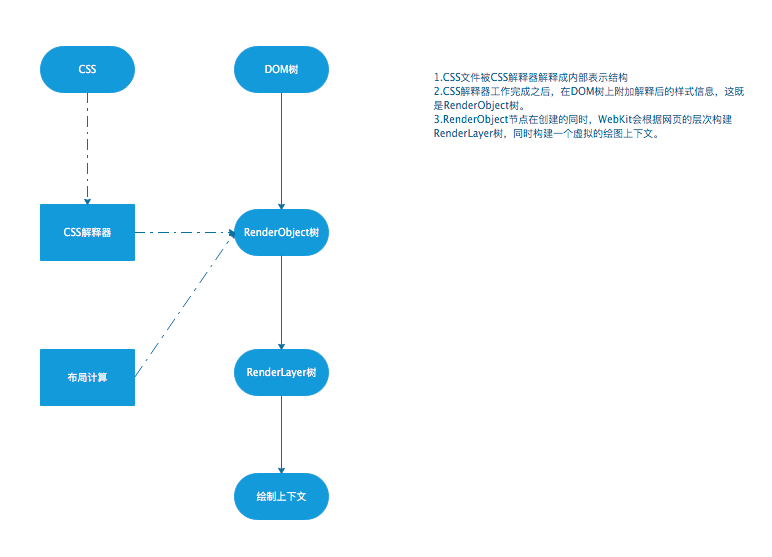 CSS
DOM树
1.CSS文件被CSS解释器解释成内部表示结构
2.CSS解释器工作完成之后，在DOM树上附加解释后的样式信息，这既
是RenderObject树。
3.RenderObject节点在创建的同时，WebKit会根据网页的层次构建
RenderLayer树，同时构建一个虚拟的绘图上下文。
CSS解释器
RenderObject树
布局计算
RenderLayer树
绘制上下文